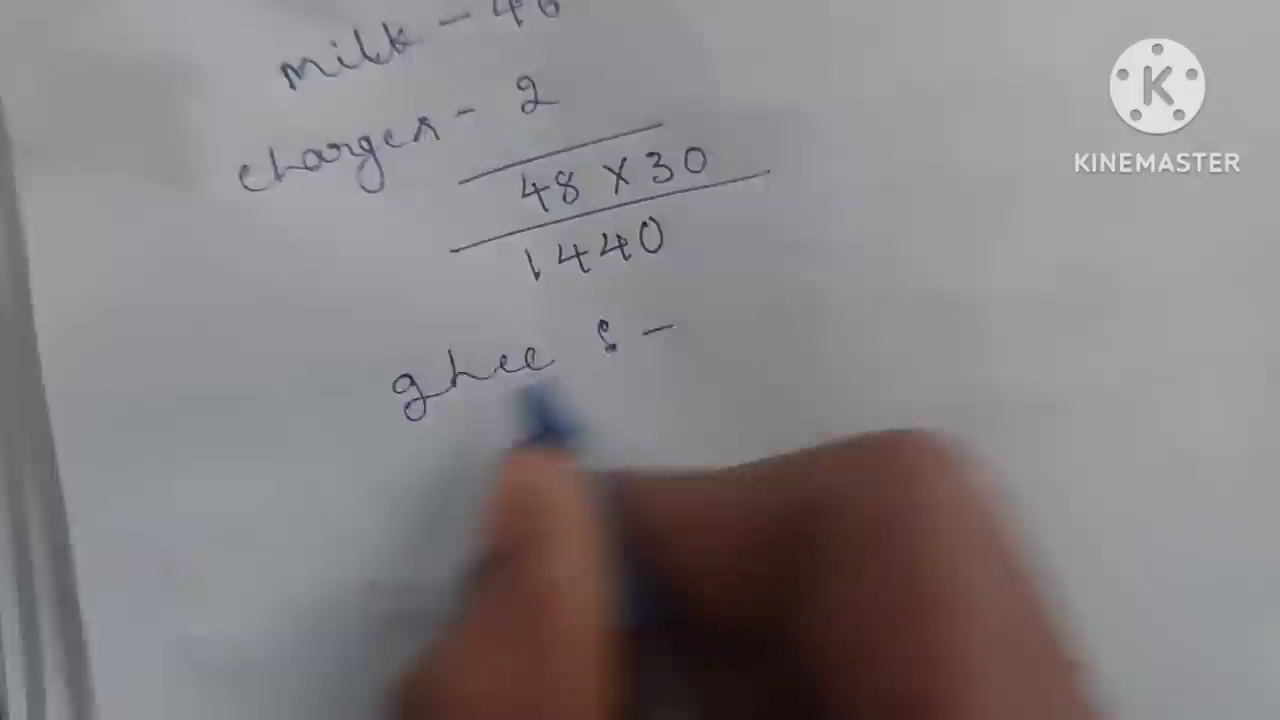 milk - 46
charges - 2
48 X 30
1440
ghee : -
K
KINEMASTER